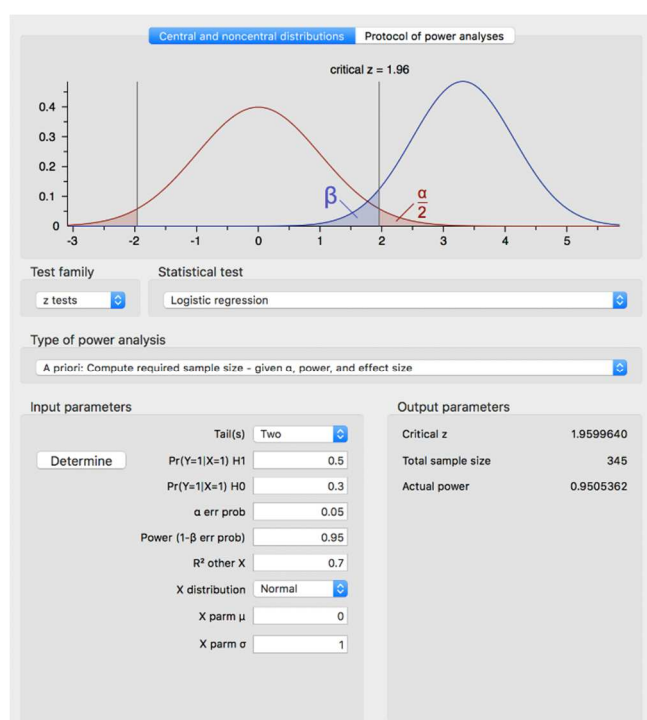 Central and noncentral distributions Protocol of power analyses
critical z = 1.96
0.4
0.3
0.2
0.1
0
β
α
2
-3 -2 -1 0 1 2 3 4 5
Test family Statistical test
z tests Logistic regression
Type of power analysis
A priori: Compute required sample size - given α, power, and effect size
Input parameters Output parameters
Tail(s) Two Critical z 1.9599640
Determine Pr(Y=1|X=1) H1 0.5 Total sample size 345
Pr(Y=1|X=1) H0 0.3 Actual power 0.9505362
α err prob 0.05
Power (1-β err prob) 0.95
R² other X 0.7
X distribution Normal
X parm μ 0
X parm σ 1